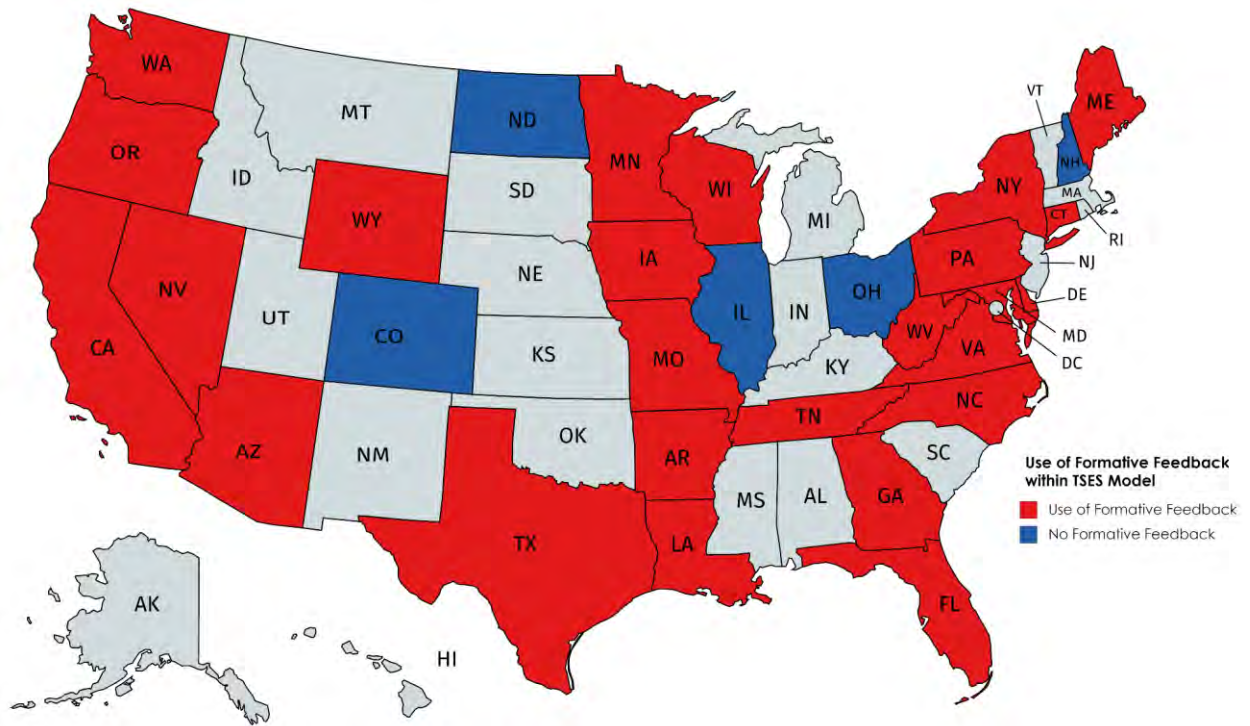 WA
MT
ND
MN
VT
ME
OR
ID
SD
WI
NY
NH
MA
WY
MI
CT
RI
IA
PA
NJ
NE
NV
OH
DE
IL
IN
UT
CO
WV
MD
CA
KS
MO
VA
DC
KY
NC
TN
OK
AZ
NM
AR
SC
Use of Formative Feedback
within TSES Model
MS
AL
GA
Use of Formative Feedback
No Formative Feedback
TX
LA
AK
FL
HI